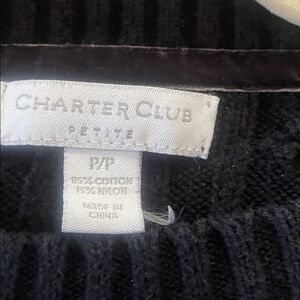 CHARTER CLUB
PETITE
P/P
85% COTTON
15% NYLON
MADE IN
CHINA